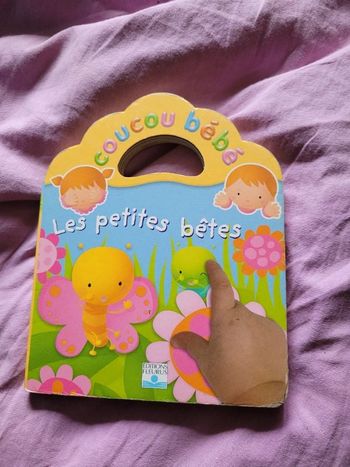 coucou bébé
Les petites bêtes
EDITIONS
FLEURUS